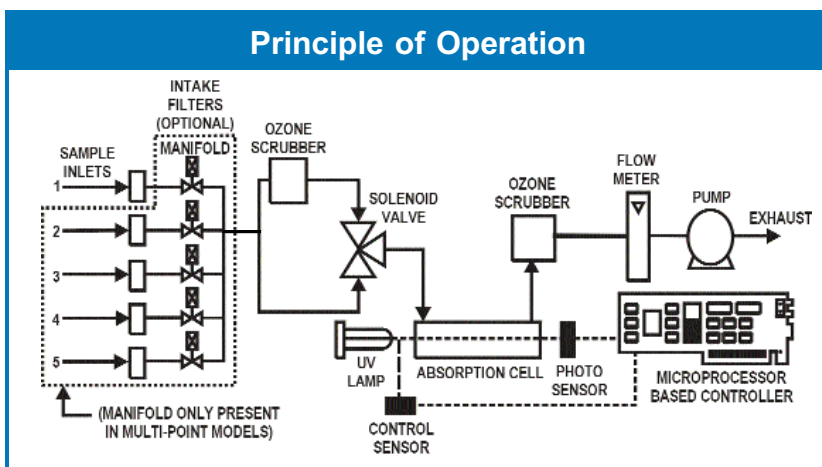 Principle of Operation
INTAKE
FILTERS
(OPTIONAL)
MANIFOLD
SAMPLE
INLETS
1
2
3
4
5
(MANIFOLD ONLY PRESENT
IN MULTI-POINT MODELS)
OZONE
SCRUBBER
SOLENOID
VALVE
OZONE
SCRUBBER
FLOW
METER
PUMP
EXHAUST
UV
LAMP
ABSORPTION CELL
PHOTO
SENSOR
CONTROL
SENSOR
MICROPROCESSOR
BASED CONTROLLER